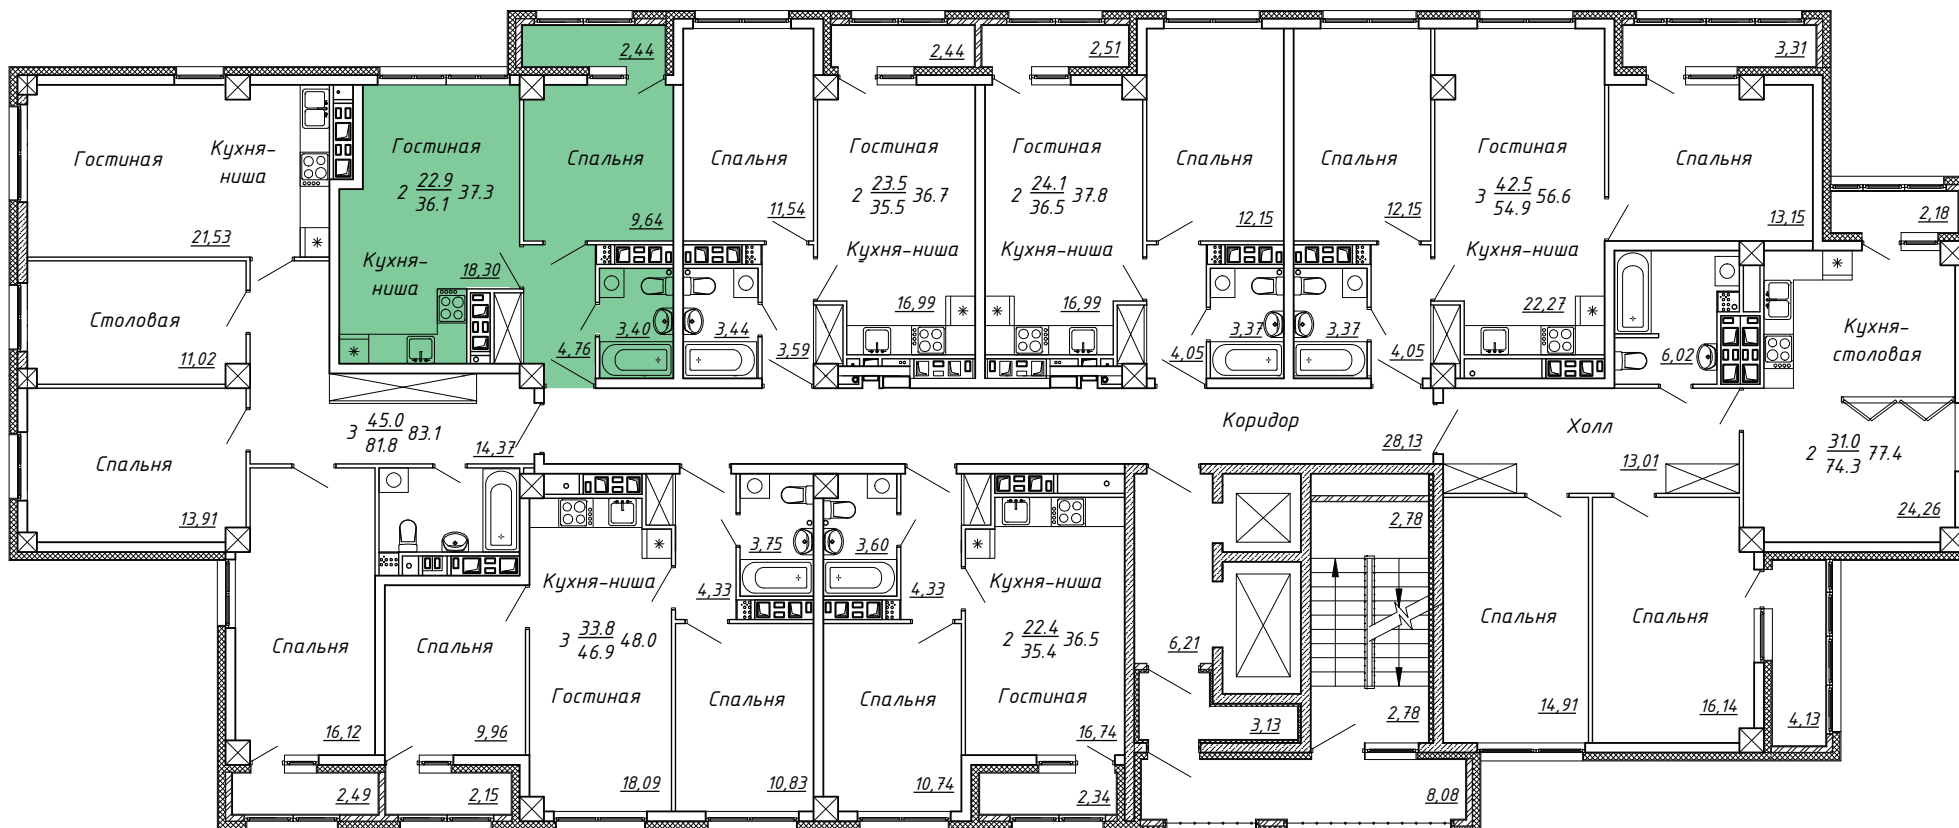 2,44
2,44
2,51
3,31
Гостиная
Кухня-
ниша
21,53
Гостиная
2 22.9 37.3
36.1
Кухня-
ниша
18,30
Спальня
9,64
Спальня
11,54
Гостиная
2 23.5 36.7
35.5
Кухня-ниша
16,99
Гостиная
2 24.1 37.8
36.5
Кухня-ниша
16,99
Спальня
12,15
Спальня
12,15
Гостиная
3 42.5 56.6
54.9
Кухня-ниша
22,27
Спальня
13,15
2,18
Столовая
11,02
4,76
3,40
3,44
3,59
4,05
3,37
3,37
4,05
6,02
Кухня-
столовая
Спальня
13,91
3 45.0 83.1
81.8
14,37
Коридор
28,13
Холл
13,01
2 31.0 77.4
74.3
24,26
Спальня
16,12
2,49
Спальня
9,96
2,15
Кухня-ниша
3 33.8 48.0
46.9
Гостиная
18,09
4,33
3,75
Спальня
10,83
3,60
4,33
Спальня
10,74
Кухня-ниша
2 22.4 36.5
35.4
Гостиная
16,74
2,34
6,21
3,13
2,78
2,78
8,08
Спальня
14,91
Спальня
16,14
4,13